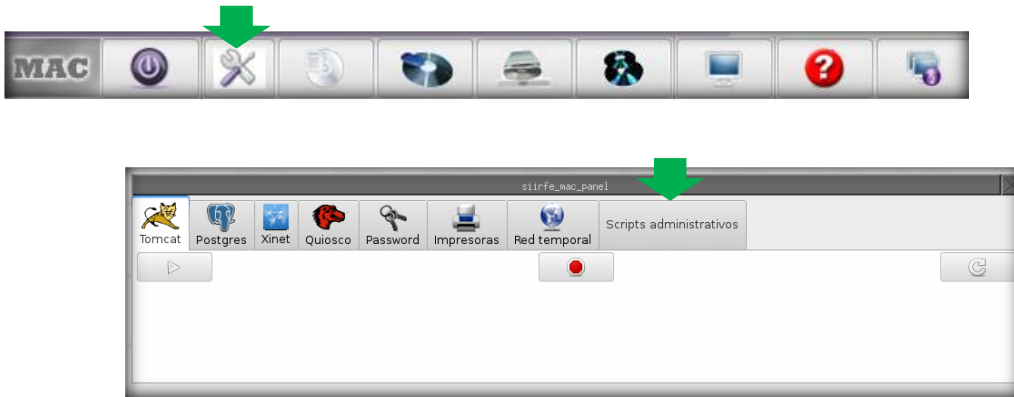 MAC
siirfe_mac_panel
Tomcat Postgres Xinet Quiosco Password Impresoras Red temporal Scripts administrativos